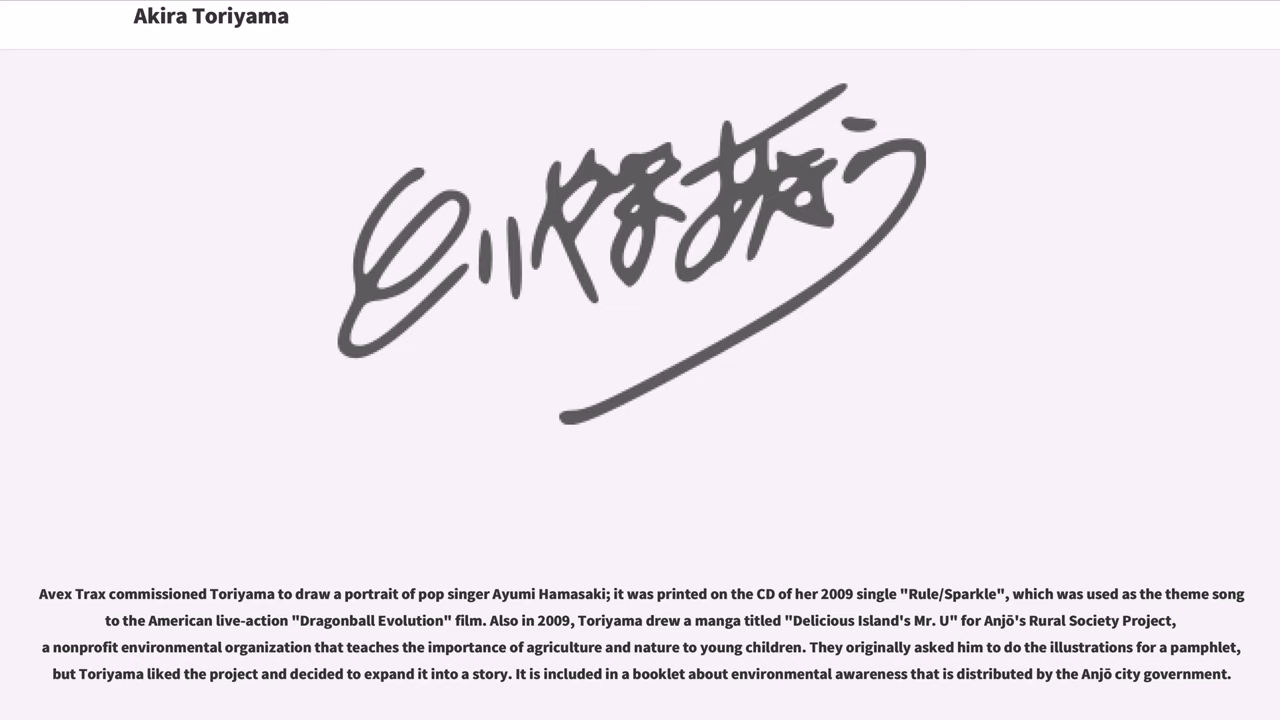 Akira Toriyama
Avex Trax commissioned Toriyama to draw a portrait of pop singer Ayumi Hamasaki; it was printed on the CD of her 2009 single "Rule/Sparkle", which was used as the theme song
to the American live-action "Dragonball Evolution" film. Also in 2009, Toriyama drew a manga titled "Delicious Island's Mr. U" for Anjō's Rural Society Project,
a nonprofit environmental organization that teaches the importance of agriculture and nature to young children. They originally asked him to do the illustrations for a pamphlet,
but Toriyama liked the project and decided to expand it into a story. It is included in a booklet about environmental awareness that is distributed by the Anjō city government.